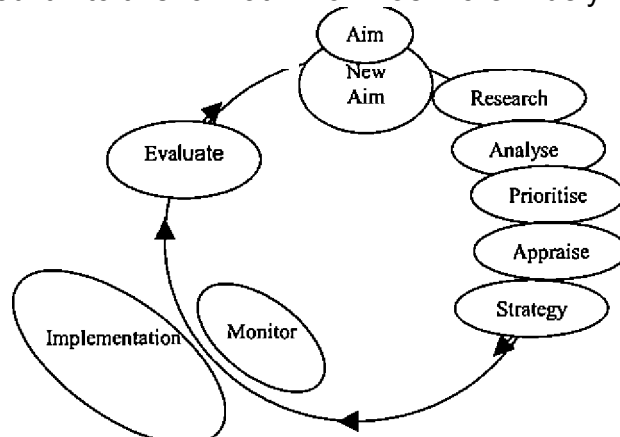 Aim
New
Aim
Research
Analyse
Prioritise
Appraise
Strategy
Monitor
Implementation
Evaluate